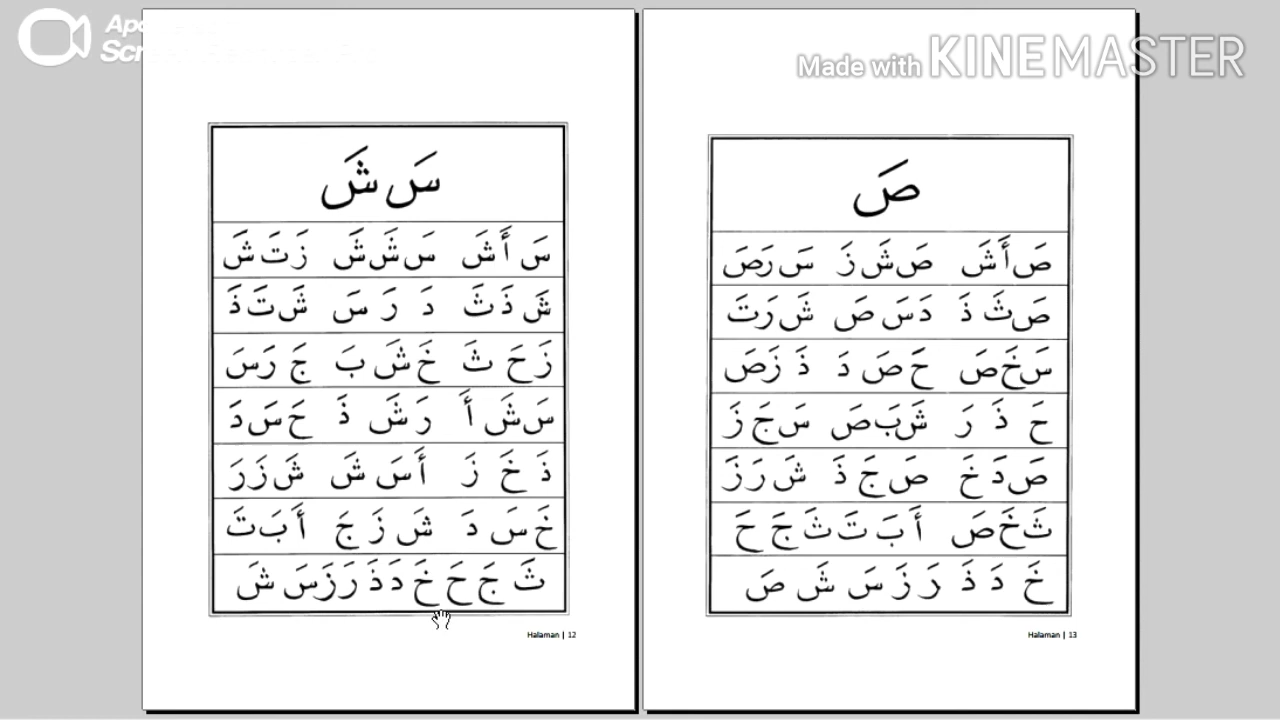 Made with KINEMASTER
سَ شَ
سَ أَ شَ سَ شَ شَ زَ تَ شَ
شَ ذَ ثَ دَ رَ سَ شَ تَ ذَ
زَ حَ ثَ خَ شَ بَ جَ رَ سَ
سَ شَ أَ رَ شَ ذَ حَ سَ دَ
ذَ خَ زَ أَ سَ شَ شَ زَ رَ
خَ سَ دَ شَ زَ جَ أَ بَ تَ
ثَ جَ حَ خَ دَ ذَ رَ زَ سَ شَ
Halaman | 12
صَ
صَ أَ شَ صَ شَ زَ سَ رَ صَ
صَ ثَ ذَ دَ سَ صَ شَ رَ تَ
سَ خَ صَ حَ صَ دَ ذَ زَ صَ
حَ ذَ رَ شَ بَ صَ سَ جَ زَ
صَ دَ خَ صَ جَ ذَ شَ رَ زَ
ثَ خَ صَ أَ بَ تَ ثَ جَ حَ
خَ دَ ذَ رَ زَ سَ شَ صَ
Halaman | 13